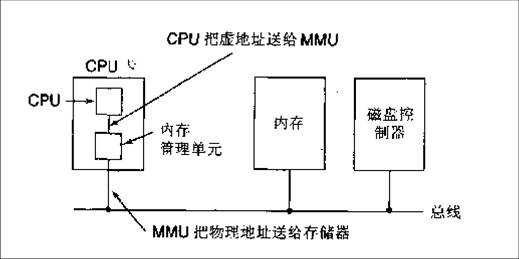 CPU 把虚地址送给 MMU
CPU
CPU
内存
管理单元
内存
磁盘控
制器
总线
MMU 把物理地址送给存储器